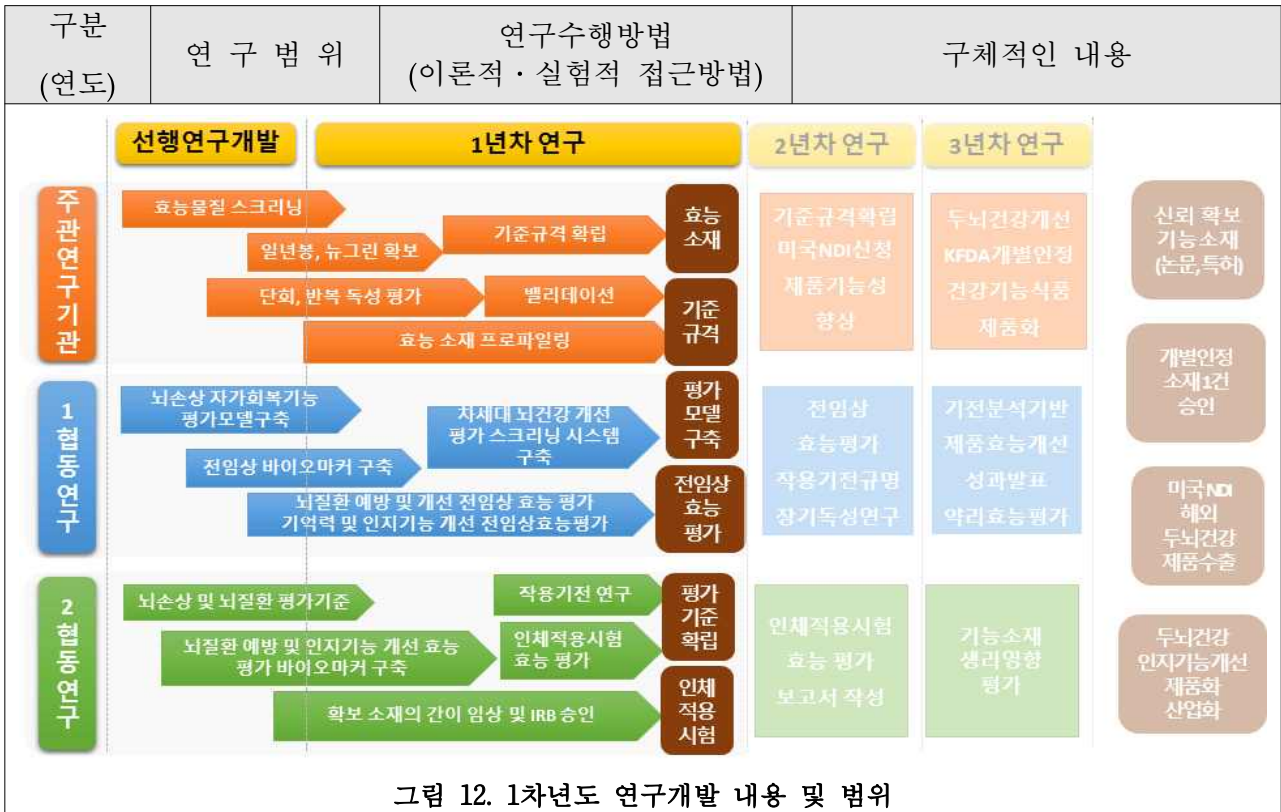 구분
(연도)
연 구 범 위
연구수행방법
(이론적·실험적 접근방법)
구체적인 내용
선행연구개발
1년차 연구
2년차 연구
3년차 연구
주관연구기관
효능물질 스크리닝
일년봉, 뉴그린 확보
기준규격 확립
단회, 반복 독성 평가
밸리데이션
효능 소재 프로파일링
효능
소재
기준
규격
기준규격확립
미국NDI신청
제품기능성
향상
두뇌건강개선
KFDA개별인정
건강기능식품
제품화
1협동연구
뇌손상 자가회복기능
평가모델구축
전임상 바이오마커 구축
차세대 뇌건강 개선
평가 스크리닝 시스템
구축
뇌질환 예방 및 개선 전임상 효능 평가
기억력 및 인지기능 개선 전임상효능평가
평가
모델
구축
전임상
효능
평가
전임상
효능평가
작용기전규명
장기독성연구
기전분석기반
제품효능개선
성과발표
약리효능평가
2협동연구
뇌손상 및 뇌질환 평가기준
뇌질환 예방 및 인지기능 개선 효능
평가 바이오마커 구축
작용기전 연구
인체적용시험
효능 평가
확보 소재의 간이 임상 및 IRB 승인
평가
기준
확립
인체
적용
시험
인체적용시험
효능 평가
보고서 작성
기능소재
생리영향
평가
신뢰 확보
기능소재
(논문,특허)
개별인정
소재1건
승인
미국 NDI
해외
두뇌건강
제품수출
두뇌건강
인지기능개선
제품화
산업화
그림 12. 1차년도 연구개발 내용 및 범위